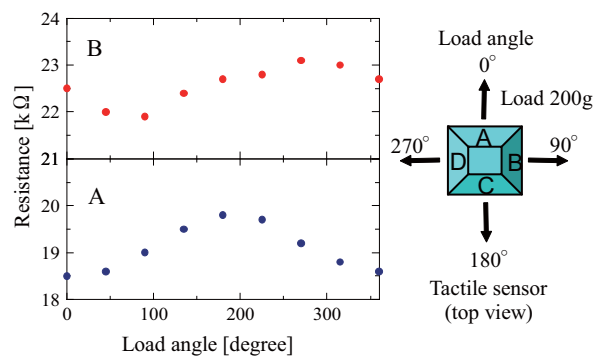 B
24
23
22
21
Resistance [kΩ]
A
20
19
18
0
100
200
300
Load angle [degree]
Load angle
0°
Load 200g
270°
90°
A
B
C
D
180°
Tactile sensor
(top view)